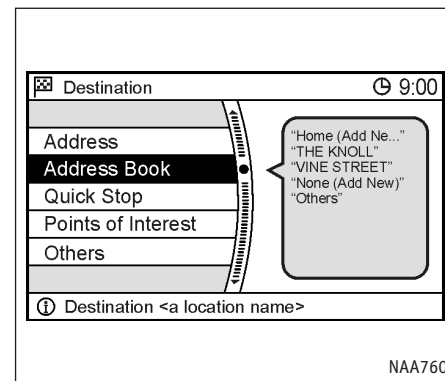 Destination
9:00
Address
Address Book
Quick Stop
Points of Interest
Others
"Home (Add Ne..."
"THE KNOLL"
"VINE STREET"
"None (Add New)"
"Others"
Destination <a location name>
NAA760